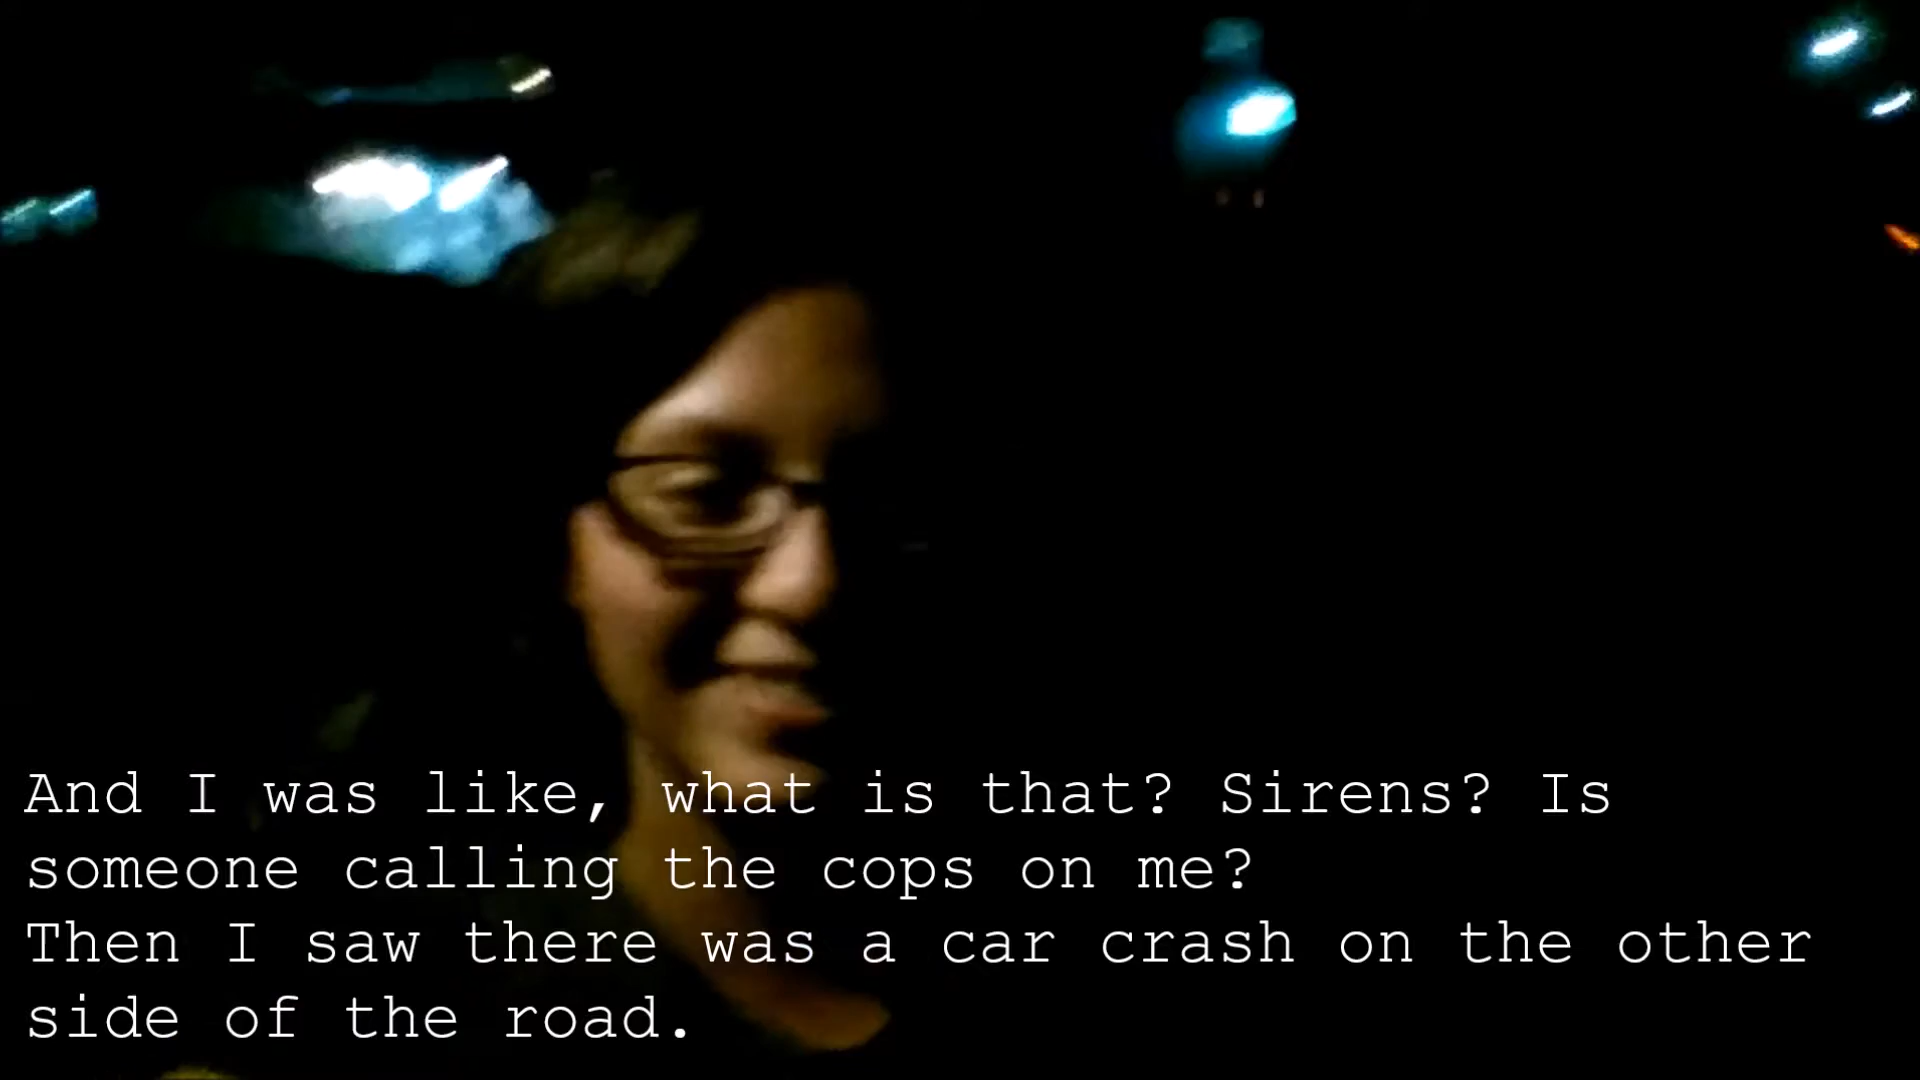 And I was like, what is that? Sirens? Is
someone calling the cops on me?
Then I saw there was a car crash on the other
side of the road.